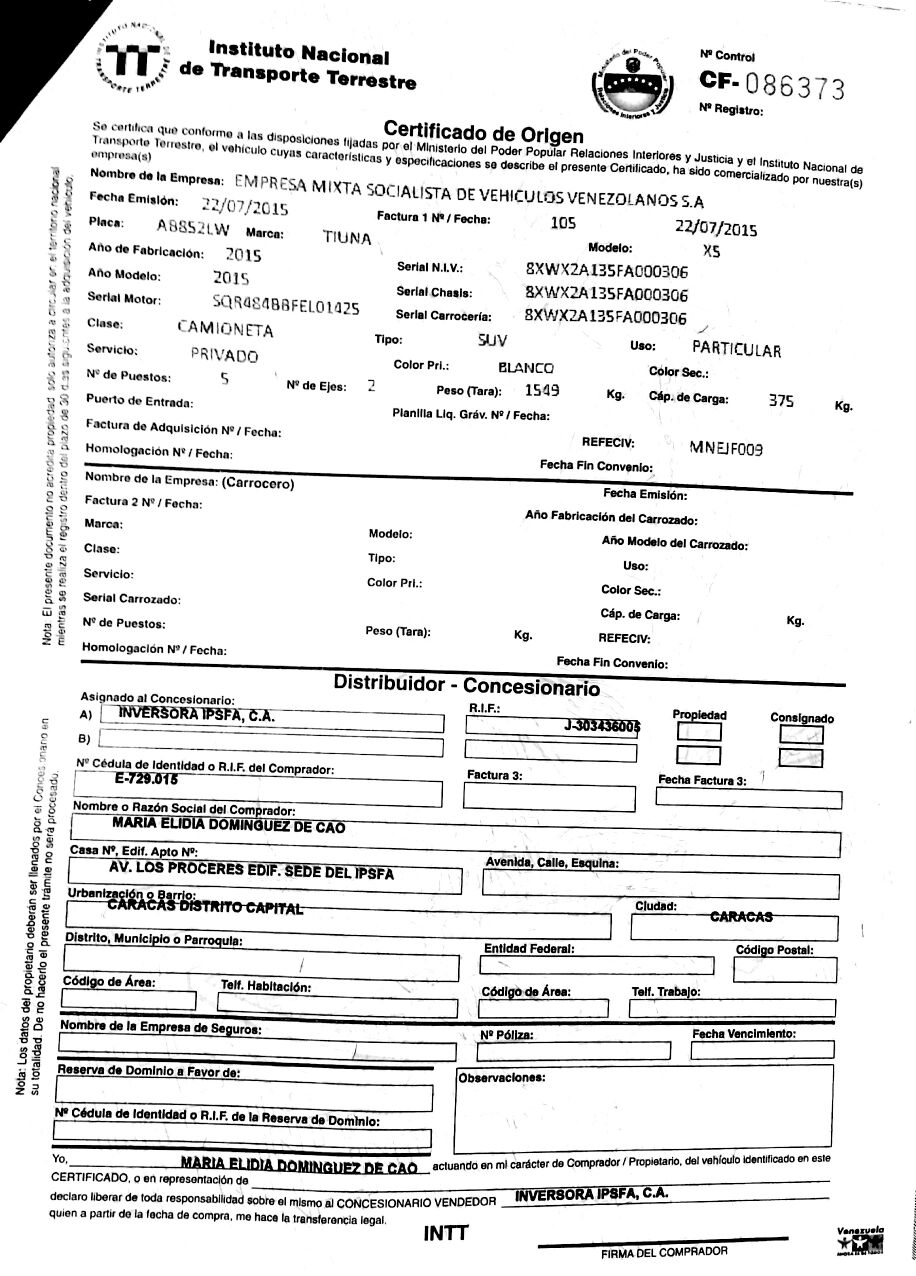 INSTITUTO NACIONAL DE TRANSPORTE TERRESTRE
Instituto Nacional
de Transporte Terrestre
Ministerio del Poder Popular
Relaciones Interiores y Justicia
Nº Control
CF-086373
Nº Registro:
Certificado de Origen
Se certifica que conforme a las disposiciones fijadas por el Ministerio del Poder Popular Relaciones Interiores y Justicia y el Instituto Nacional de
Transporte Terrestre, el vehículo cuyas características y especificaciones se describe el presente Certificado, ha sido comercializado por nuestra(s)
empresa(s)
Nombre de la Empresa: EMPRESA MIXTA SOCIALISTA DE VEHICULOS VENEZOLANOS S.A
Fecha Emisión: 22/07/2015 Factura 1 Nº / Fecha: 105 22/07/2015
Placa: AB852LW Marca: TIUNA Modelo: X5
Año de Fabricación: 2015 Serial N.I.V.: 8XWX2A135FA000306
Año Modelo: 2015 Serial Chasis: 8XWX2A135FA000306
Serial Motor: SQR484BBFEL01425 Serial Carrocería: 8XWX2A135FA000306
Clase: CAMIONETA Tipo: SUV Uso: PARTICULAR
Servicio: PRIVADO Color Pri.: BLANCO Color Sec.:
Nº de Puestos: 5 Nº de Ejes: 2 Peso (Tara): 1549 Kg. Cáp. de Carga: 375 Kg.
Puerto de Entrada: Planilla Liq. Gráv. Nº / Fecha:
Factura de Adquisición Nº / Fecha: REFECIV: MNEJF009
Homologación Nº / Fecha: Fecha Fin Convenio:
Nombre de la Empresa: (Carrocero) Fecha Emisión:
Factura 2 Nº / Fecha: Año Fabricación del Carrozado:
Marca: Modelo: Año Modelo del Carrozado:
Clase: Tipo: Uso:
Servicio: Color Pri.: Color Sec.:
Serial Carrozado: Cáp. de Carga: Kg.
Nº de Puestos: Peso (Tara): Kg. REFECIV:
Homologación Nº / Fecha: Fecha Fin Convenio:
Nota: El presente documento no acredita propiedad, solo autoriza a circular en el territorio nacional
mientras se realiza el registro dentro del plazo de 30 días siguientes a la adquisición del vehículo.
Distribuidor - Concesionario
Asignado al Concesionario: R.I.F.: Propiedad Consignado
A) INVERSORA IPSFA, C.A. J-303436005
B)
Nº Cédula de Identidad o R.I.F. del Comprador: Factura 3: Fecha Factura 3:
E-729.015
Nombre o Razón Social del Comprador:
MARIA ELIDIA DOMINGUEZ DE CAO
Casa Nº, Edif. Apto Nº: Avenida, Calle, Esquina:
AV. LOS PROCERES EDIF. SEDE DEL IPSFA
Urbanización o Barrio: Ciudad:
CARACAS DISTRITO CAPITAL CARACAS
Distrito, Municipio o Parroquia: Entidad Federal: Código Postal:
Código de Área: Telf. Habitación: Código de Área: Telf. Trabajo:
Nombre de la Empresa de Seguros: Nº Póliza: Fecha Vencimiento:
Reserva de Dominio a Favor de: Observaciones:
Nº Cédula de Identidad o R.I.F. de la Reserva de Dominio:
Nota: Los datos del propietario deberán ser llenados por el Concesionario en
su totalidad. De no hacerlo el presente trámite no será procesado.
Yo, MARIA ELIDIA DOMINGUEZ DE CAO actuando en mi carácter de Comprador / Propietario, del vehículo identificado en este
CERTIFICADO, o en representación de
declaro liberar de toda responsabilidad sobre el mismo al CONCESIONARIO VENDEDOR INVERSORA IPSFA, C.A.
quien a partir de la fecha de compra, me hace la transferencia legal.
INTT
FIRMA DEL COMPRADOR
Venezuela
AHORA ES DE TODOS